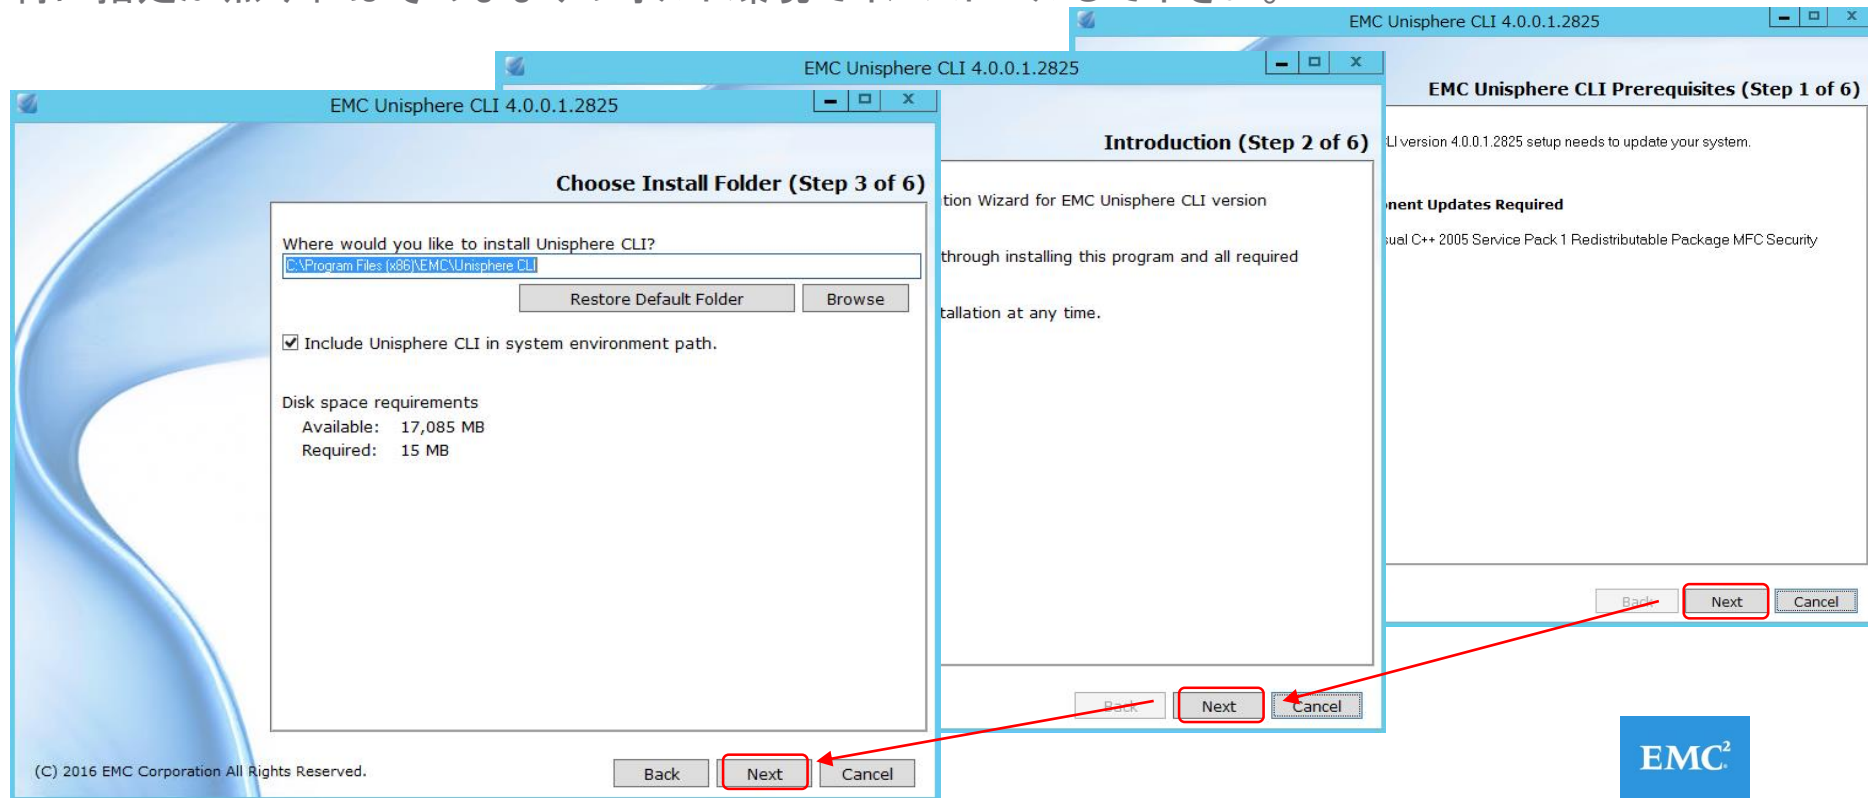 EMC Unisphere CLI 4.0.0.1.2825
EMC Unisphere CLI Prerequisites (Step 1 of 6)
LI version 4.0.0.1.2825 setup needs to update your system.
nent Updates Required
sual C++ 2005 Service Pack 1 Redistributable Package MFC Security
Back Next Cancel
EMC Unisphere CLI 4.0.0.1.2825
Introduction (Step 2 of 6)
tion Wizard for EMC Unisphere CLI version
through installing this program and all required
tallation at any time.
Back Next Cancel
EMC Unisphere CLI 4.0.0.1.2825
Choose Install Folder (Step 3 of 6)
Where would you like to install Unisphere CLI?
C:\Program Files (x86)\EMC\Unisphere CLI
Restore Default Folder Browse
Include Unisphere CLI in system environment path.
Disk space requirements
Available: 17,085 MB
Required: 15 MB
(C) 2016 EMC Corporation All Rights Reserved.
Back Next Cancel
EMC²